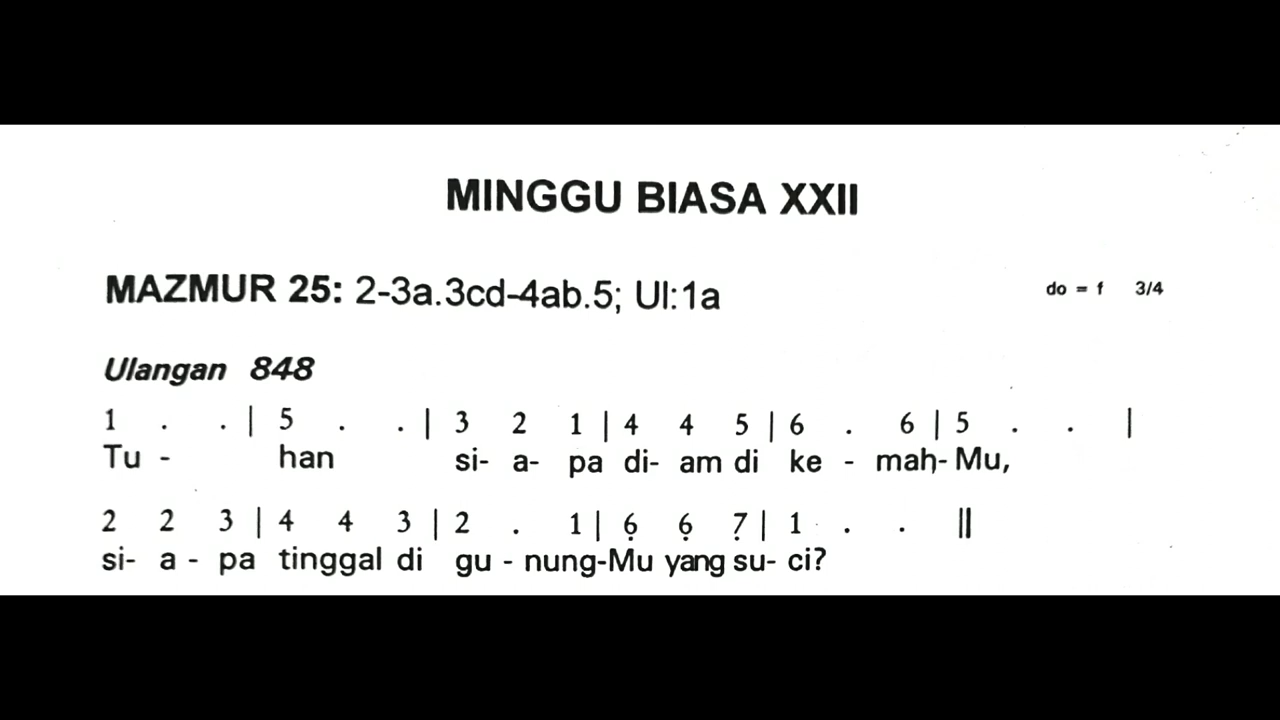 MINGGU BIASA XXII
MAZMUR 25: 2-3a.3cd-4ab.5; Ul:1a do = f 3/4
Ulangan 848
1 . . | 5 . . | 3 2 1 | 4 4 5 | 6 . 6 | 5 . . |
Tu - han si- a- pa di- am di ke - mah-Mu,
2 2 3 | 4 4 3 | 2 . 1 | 6̣ 6̣ 7̣ | 1 . . ||
si- a - pa tinggal di gu - nung-Mu yang su- ci?